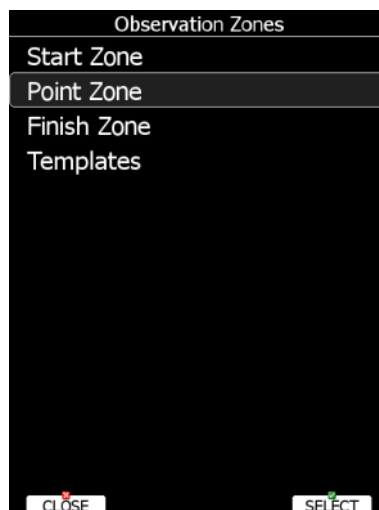 Observation Zones
Start Zone
Point Zone
Finish Zone
Templates
CLOSE
SELECT